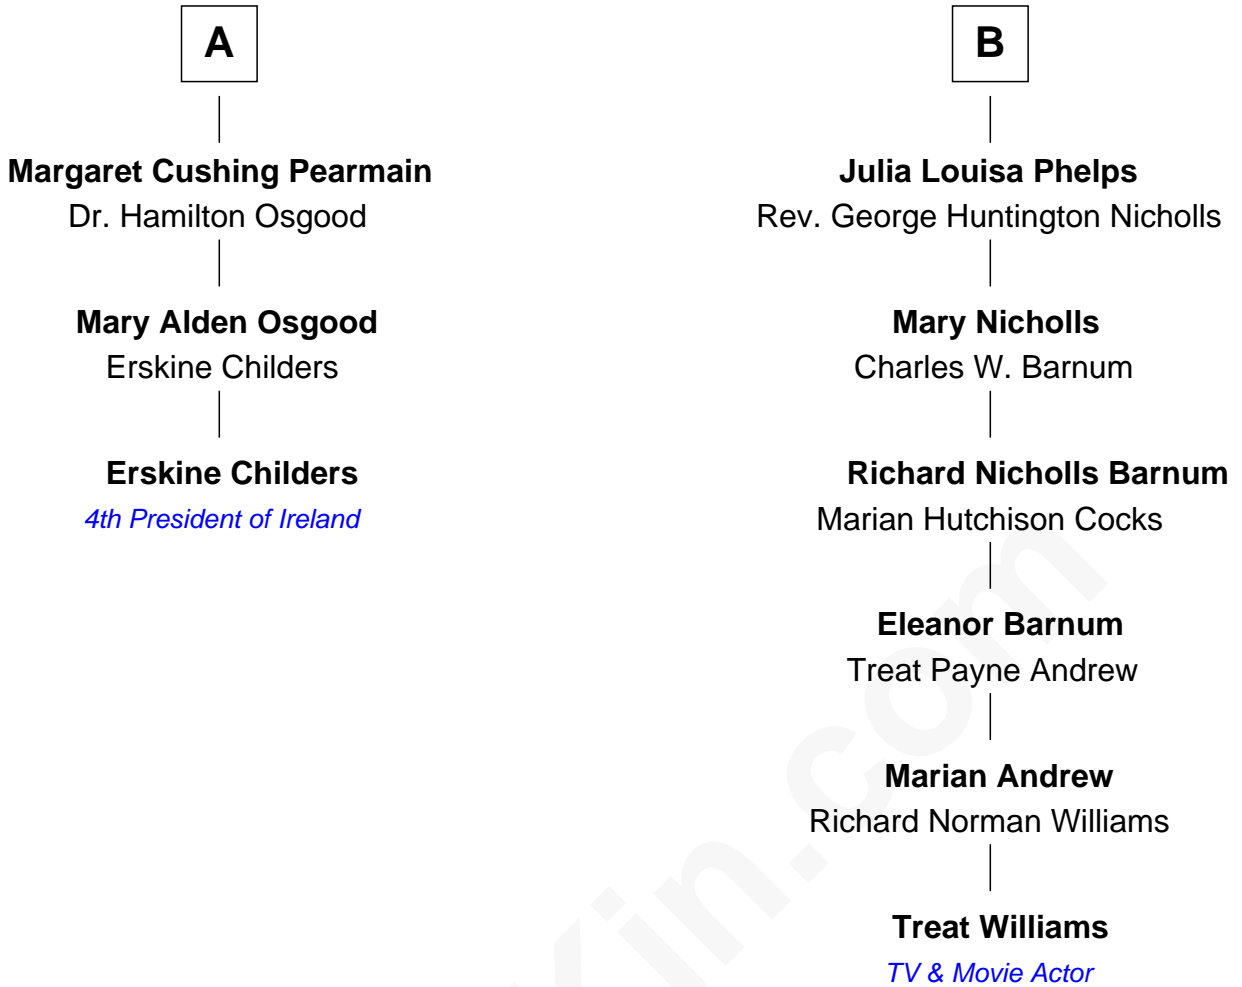 A
Margaret Cushing Pearmain
Dr. Hamilton Osgood
Mary Alden Osgood
Erskine Childers
Erskine Childers
4th President of Ireland
B
Julia Louisa Phelps
Rev. George Huntington Nicholls
Mary Nicholls
Charles W. Barnum
Richard Nicholls Barnum
Marian Hutchison Cocks
Eleanor Barnum
Treat Payne Andrew
Marian Andrew
Richard Norman Williams
Treat Williams
TV & Movie Actor
Kin.com